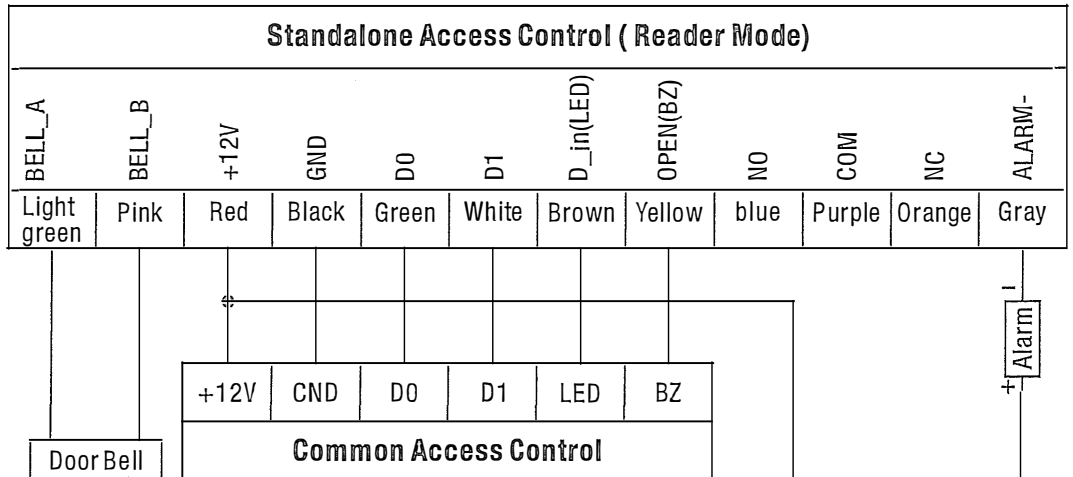 Standalone Access Control ( Reader Mode)
BELL_A BELL_B +12V GND D0 D1 D_in(LED) OPEN(BZ) NO COM NC ALARM-
Light green Pink Red Black Green White Brown Yellow blue Purple Orange Gray
−
Alarm
+
+12V CND D0 D1 LED BZ
Common Access Control
Door Bell